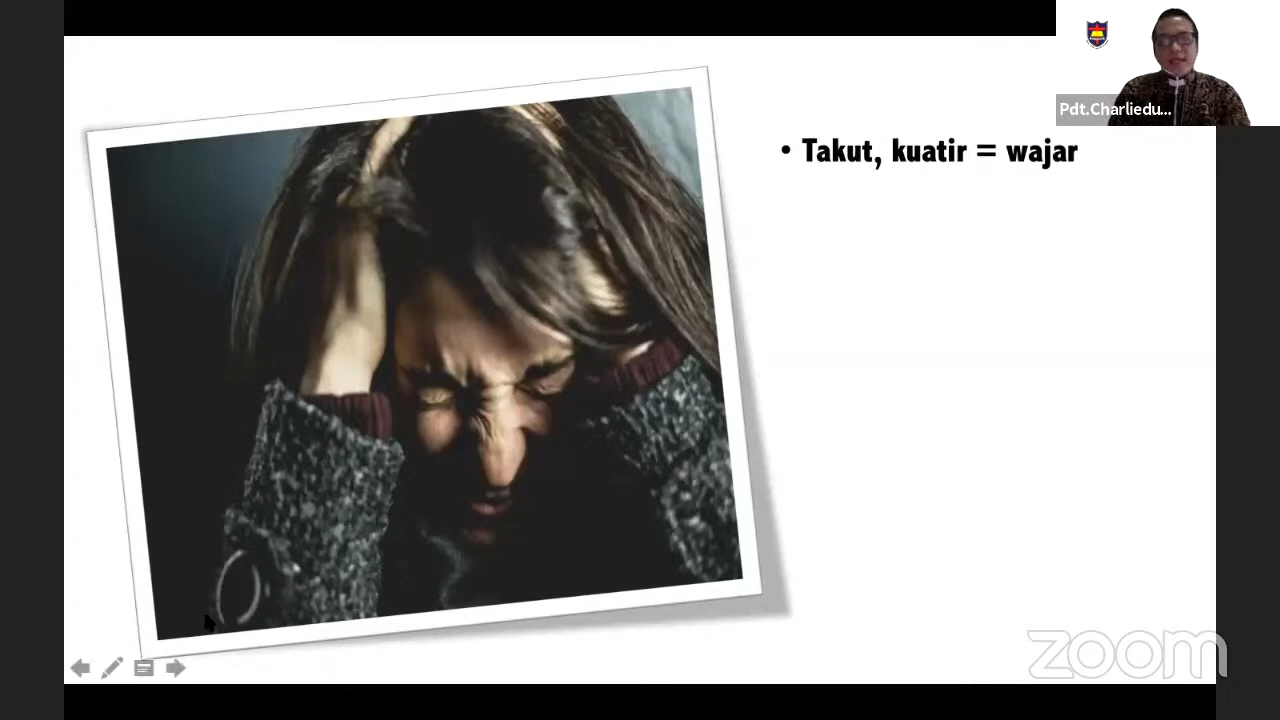 Pdt.Charliedu...
• Takut, kuatir = wajar
zoom